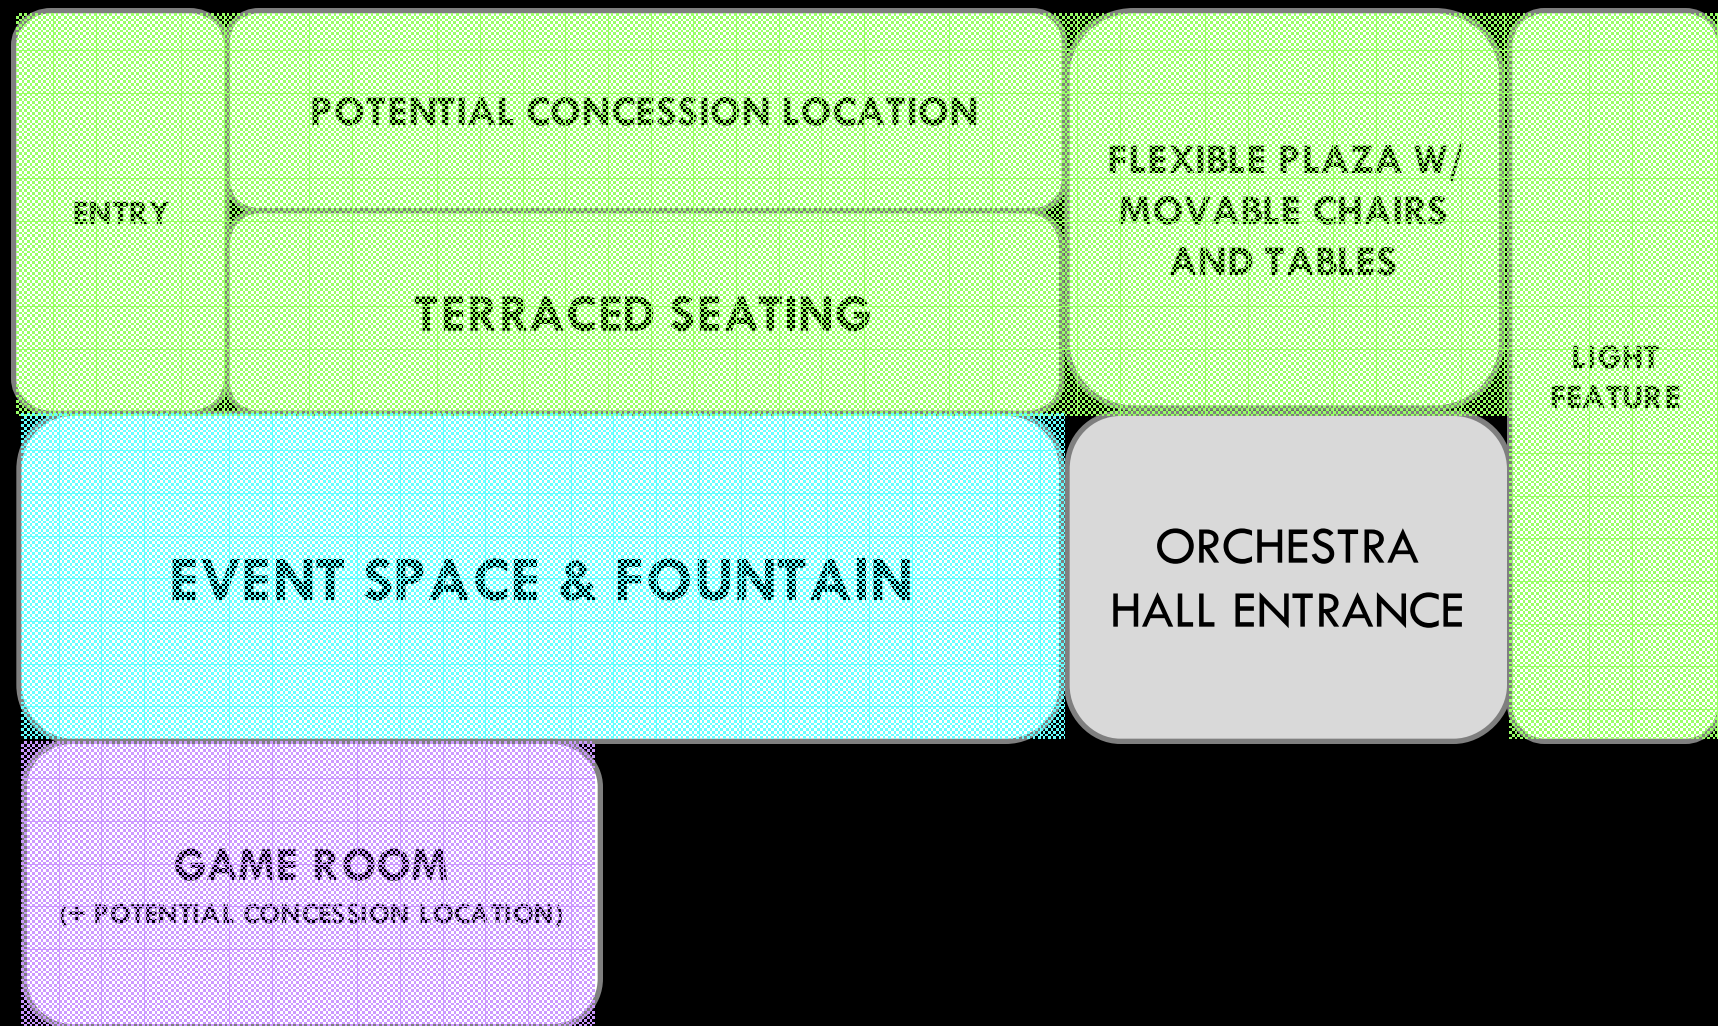 ENTRY
POTENTIAL CONCESSION LOCATION
TERRACED SEATING
FLEXIBLE PLAZA W/
MOVABLE CHAIRS
AND TABLES
LIGHT
FEATURE
EVENT SPACE & FOUNTAIN
ORCHESTRA
HALL ENTRANCE
GAME ROOM
(+ POTENTIAL CONCESSION LOCATION)